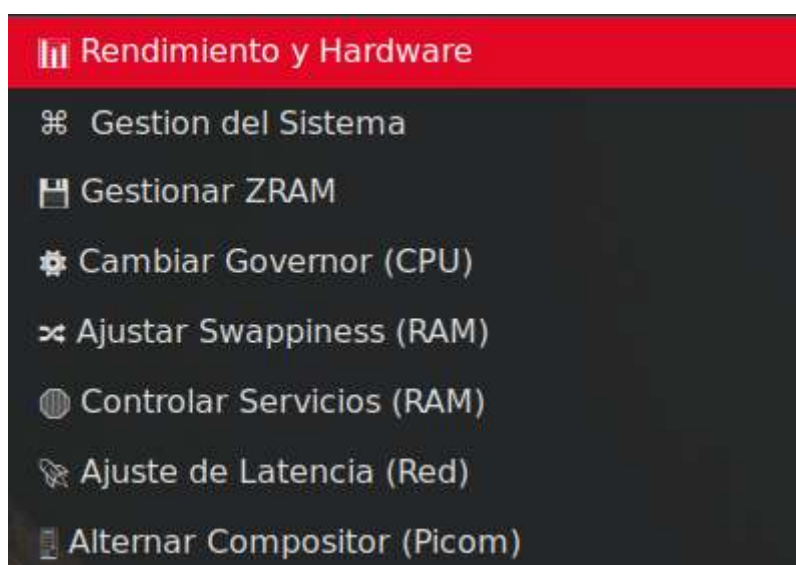 Rendimiento y Hardware
⌘ Gestion del Sistema
Gestionar ZRAM
Cambiar Governor (CPU)
Ajustar Swappiness (RAM)
Controlar Servicios (RAM)
Ajuste de Latencia (Red)
Alternar Compositor (Picom)